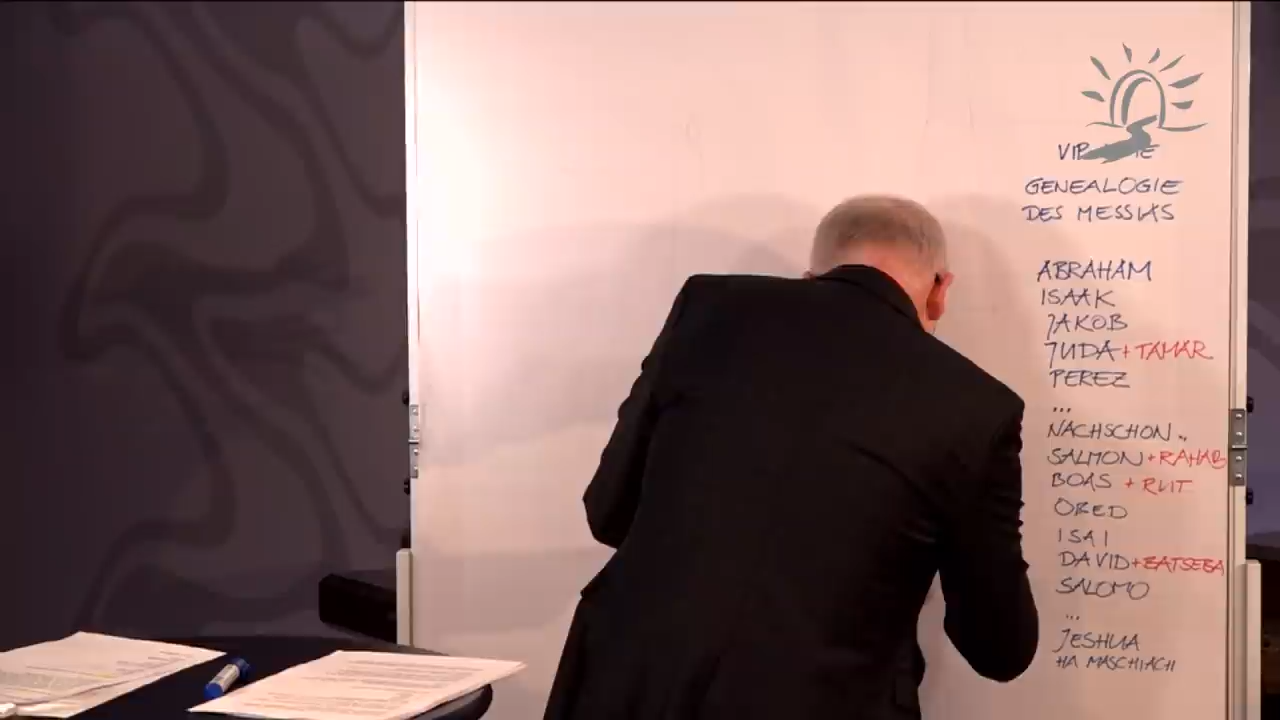 GENEALOGIE
DES MESSIAS
ABRAHAM
ISAAK
JAKOB
JUDA + TAMAR
PEREZ
...
NACHSCHON ..
SALMON + RAHAB
BOAS + RUT
OBED
ISAI
DAVID + BATSEBA
SALOMO
...
JESHUA
HA MASCHIACH